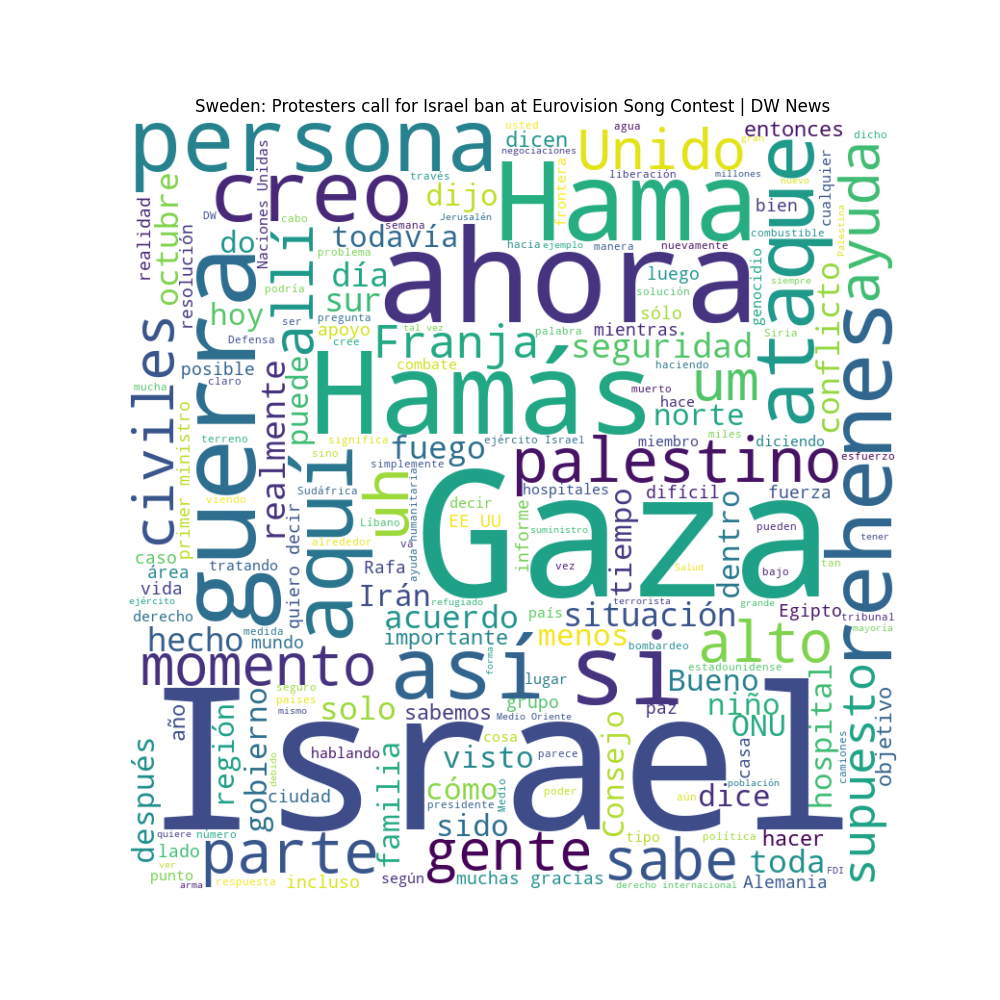 Sweden: Protesters call for Israel ban at Eurovision Song Contest | DW News
persona
usted
agua
Unido
entonces
dicho
dicen
gran
negociaciones
creo
través
Hama
liberación
millones
nuevo
ataque
cualquier
ayuda
realidad
octubre
DW
Naciones Unidas
cabo
dijo
semana
Jerusalén
frontera
bien
Palestina
resolución
do
allí
todavía
hacia
ejemplo
manera
nuevamente
combustible
guerra
problema
ahora
día
luego
solución
genocidio
siempre
conflicto
rehenes
podría
sur
hoy
Defensa
ser
pregunta
apoyo
tal vez
palabra
mientras
sólo
Siria
cree
Franja
seguridad
haciendo
civiles
posible
claro
mucha
realmente
puede
combate
Hamás
um
muerto
hace
norte
primer ministro
terreno
significa
fuego
ejército Israel
miembro
miles
diciendo
sino
simplemente
palestino
esfuerzo
viendo
Sudáfrica
aquí
uh
Líbano
ayuda humanitaria
decir
hospitales
difícil
fuerza
EE UU
Gaza
informe
suministro
tiempo
dentro
pueden
tener
alrededor
quiero decir
va
caso
área
tratando
Rafa
vez
Salud
bajo
tan
vida
Irán
refugiado
terrorista
grande
Egipto
tribunal
ejército
derecho
acuerdo
país
situación
mayoría
hecho
medida
mundo
importante
menos
bombardeo
alto
momento
así
forma
si
estadounidense
supuesto
seguro
países
mismo
lugar
grupo
Bueno
paz
niño
hospital
objetivo
año
región
gobierno
Israel
solo
sabemos
Medio Oriente
ONU
casa
camiones
después
debido
hablando
familia
visto
cosa
parece
Consejo
ciudad
cómo
presidente
Medio
poder
aún
dice
población
quiere
número
sido
tipo
política
hacer
lado
ver
parte
gente
sabe
toda
punto
arma
respuesta
incluso
según
muchas gracias
derecho internacional
Alemania
FDI